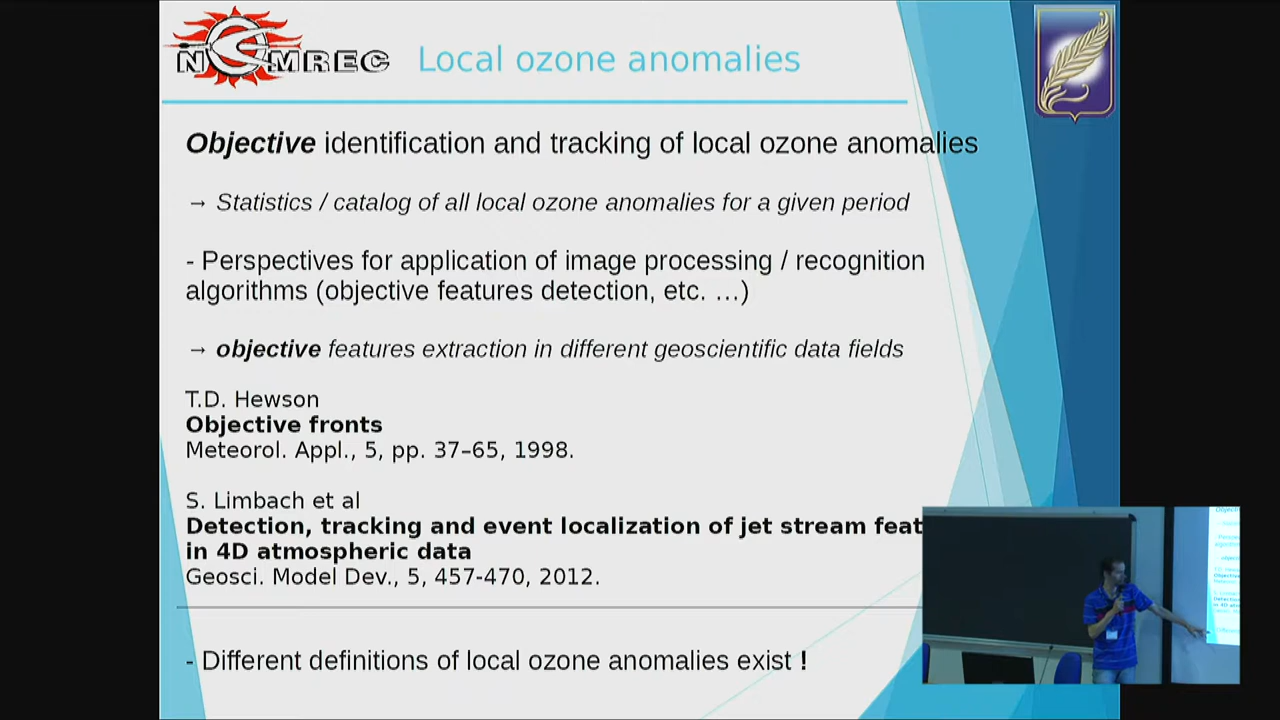 NCMREC
Local ozone anomalies
Objective identification and tracking of local ozone anomalies
→ Statistics / catalog of all local ozone anomalies for a given period
- Perspectives for application of image processing / recognition
algorithms (objective features detection, etc. …)
→ objective features extraction in different geoscientific data fields
T.D. Hewson
Objective fronts
Meteorol. Appl., 5, pp. 37–65, 1998.
S. Limbach et al
Detection, tracking and event localization of jet stream feat
in 4D atmospheric data
Geosci. Model Dev., 5, 457-470, 2012.
- Different definitions of local ozone anomalies exist !